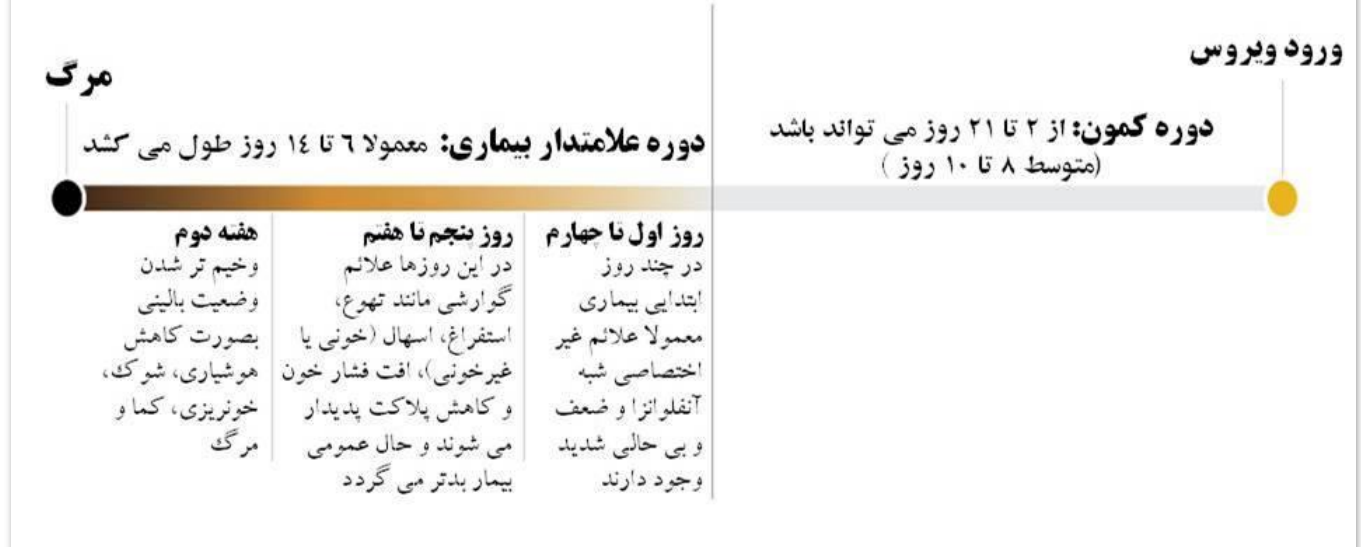 ورود ویروس
دوره کمون: از ۲ تا ۲۱ روز می تواند باشد
(متوسط ۸ تا ۱۰ روز )
مرگ
دوره علامتدار بیماری: معمولا ٦ تا ١٤ روز طول می کشد
روز اول تا چهارم
در چند روز
ابتدایی بیماری
معمولا علائم غیر
اختصاصی شبه
آنفلوانزا و ضعف
و بی حالی شدید
وجود دارند
روز پنجم تا هفتم
در این روزها علائم
گوارشی مانند تهوع،
استفراغ، اسهال (خونی یا
غیرخونی)، افت فشار خون
و کاهش پلاکت پدیدار
می شوند و حال عمومی
بیمار بدتر می گردد
هفته دوم
وخیم تر شدن
وضعیت بالینی
بصورت کاهش
هوشیاری، شوک،
خونریزی، کما و
مرگ